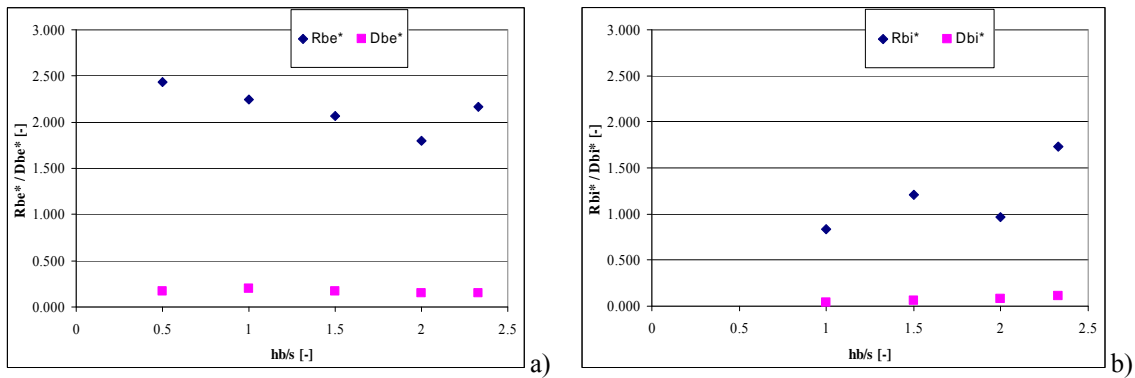 3.000
2.500
2.000
1.500
1.000
0.500
0.000
Rbe* / Dbe* [-]
Rbe* Dbe*
0 0.5 1 1.5 2 2.5
hb/s [-]
a)
3.000
2.500
2.000
1.500
1.000
0.500
0.000
Rbi* / Dbi* [-]
Rbi* Dbi*
0 0.5 1 1.5 2 2.5
hb/s [-]
b)